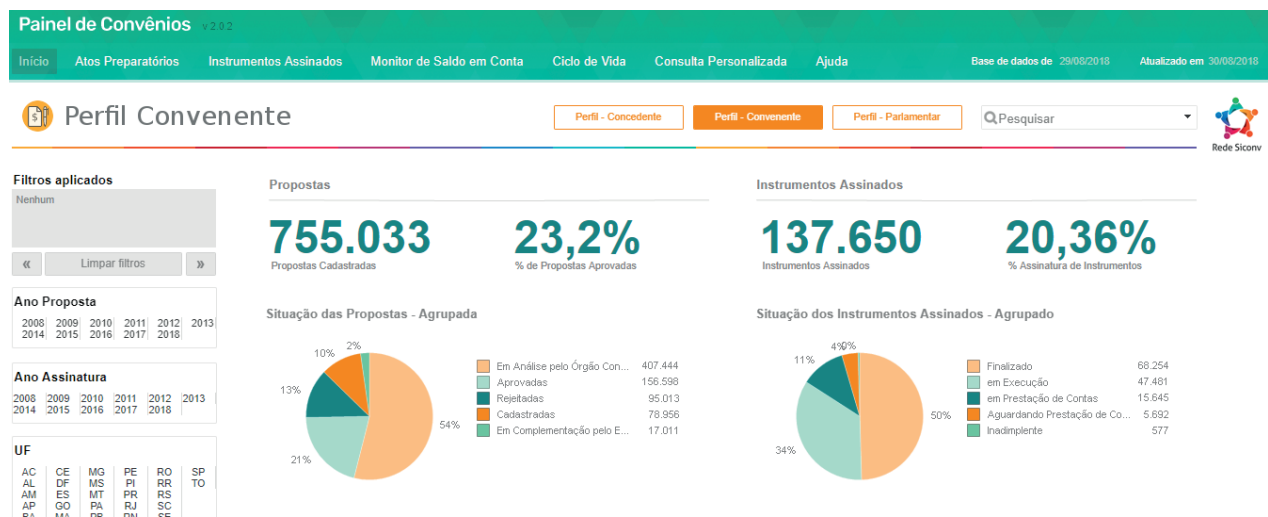 Painel de Convênios v 2.0.2
Início Atos Preparatórios Instrumentos Assinados Monitor de Saldo em Conta Ciclo de Vida Consulta Personalizada Ajuda Base de dados de 29/08/2018 Atualizado em 30/08/2018
Perfil Convenente
Perfil - Concedente Perfil - Convenente Perfil - Parlamentar Pesquisar
Rede Siconv
Filtros aplicados
Nenhum
« Limpar filtros »
Ano Proposta
2008 2009 2010 2011 2012 2013
2014 2015 2016 2017 2018
Ano Assinatura
2008 2009 2010 2011 2012 2013
2014 2015 2016 2017 2018
UF
AC CE MG PE RO SP
AL DF MS PI RR TO
AM ES MT PR RS
AP GO PA RJ SC
BA MA PB RN SE
Propostas
755.033 23,2%
Propostas Cadastradas % de Propostas Aprovadas
Situação das Propostas - Agrupada
2%
10%
13%
21%
54%
Em Análise pelo Órgão Con... 407.444
Aprovadas 156.598
Rejeitadas 95.013
Cadastradas 78.956
Em Complementação pelo E... 17.011
Instrumentos Assinados
137.650 20,36%
Instrumentos Assinados % Assinatura de Instrumentos
Situação dos Instrumentos Assinados - Agrupado
4% 0%
11%
34%
50%
Finalizado 68.254
em Execução 47.481
em Prestação de Contas 15.645
Aguardando Prestação de Co... 5.692
Inadimplente 577